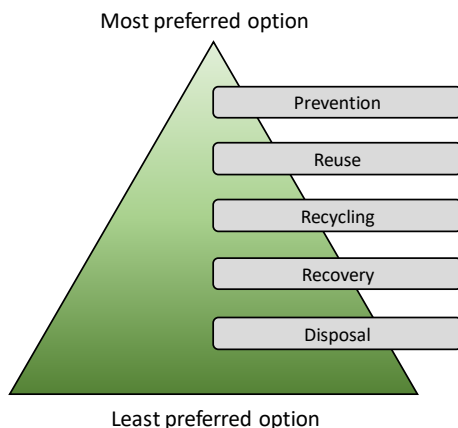 Most preferred option
Prevention
Reuse
Recycling
Recovery
Disposal
Least preferred option